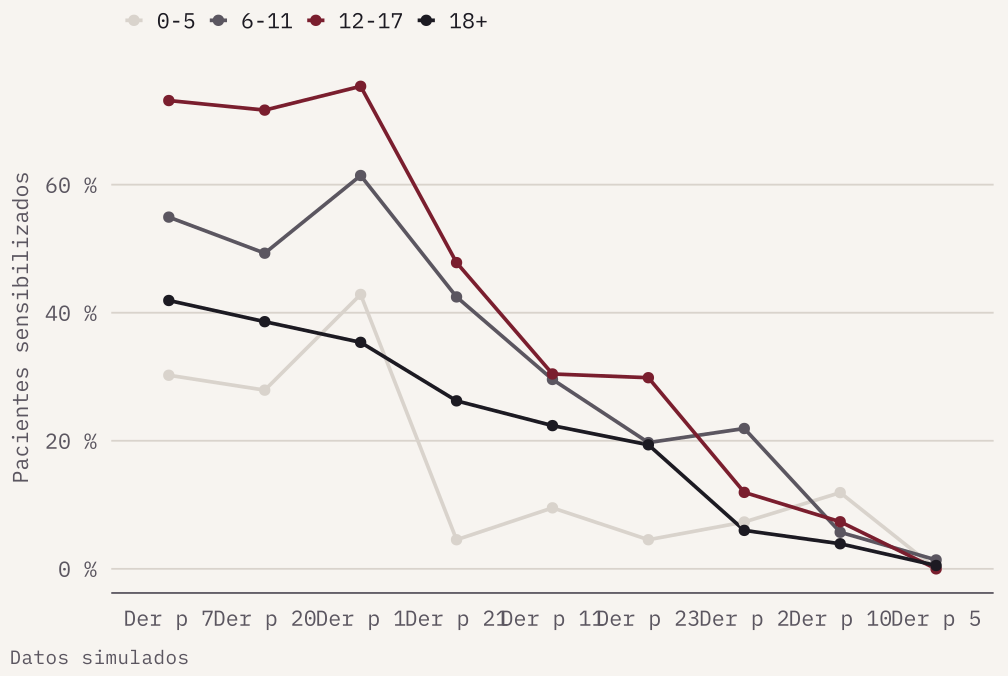 0-5 6-11 12-17 18+
Pacientes sensibilizados
60 %
40 %
20 %
0 %
Der p 7 Der p 20 Der p 1 Der p 21 Der p 11 Der p 23 Der p 2 Der p 10 Der p 5
Datos simulados